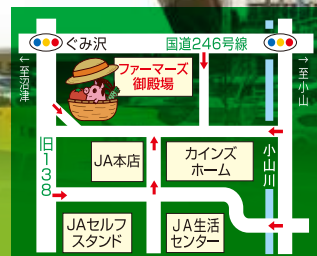 ぐみ沢
国道246号線
←至沼津
→至小山
ファーマーズ
御殿場
旧138
JA本店
カインズ
ホーム
小山川
JAセルフ
スタンド
JA生活
センター